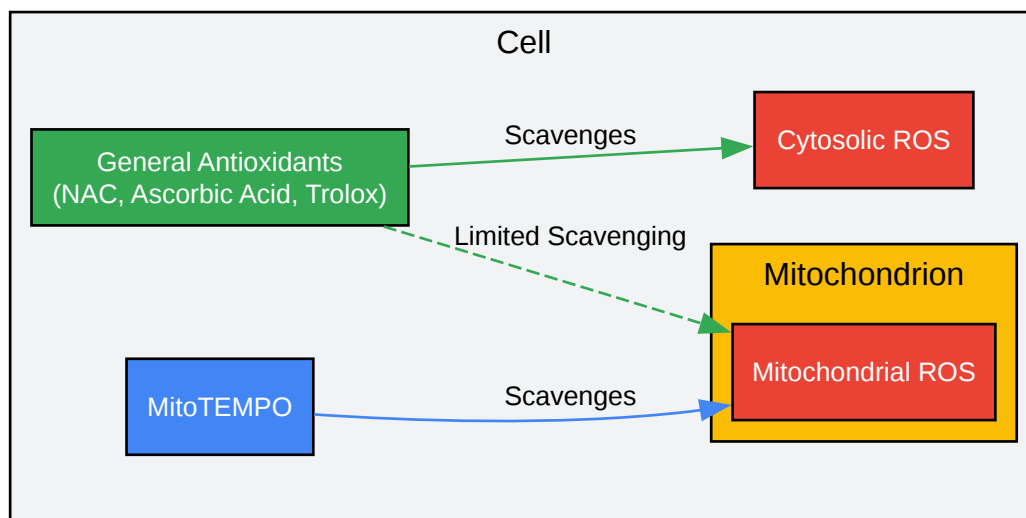 Cell
General Antioxidants
(NAC, Ascorbic Acid, Trolox)
Scavenges
Cytosolic ROS
Limited Scavenging
Mitochondrion
Mitochondrial ROS
MitoTEMPO
Scavenges